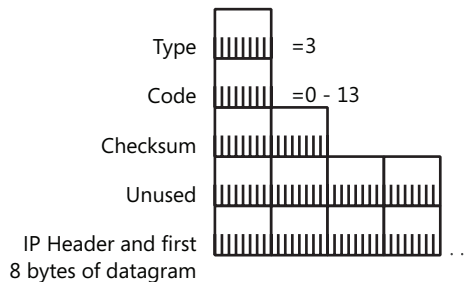 Type =3
Code =0 - 13
Checksum
Unused
IP Header and first
8 bytes of datagram . .